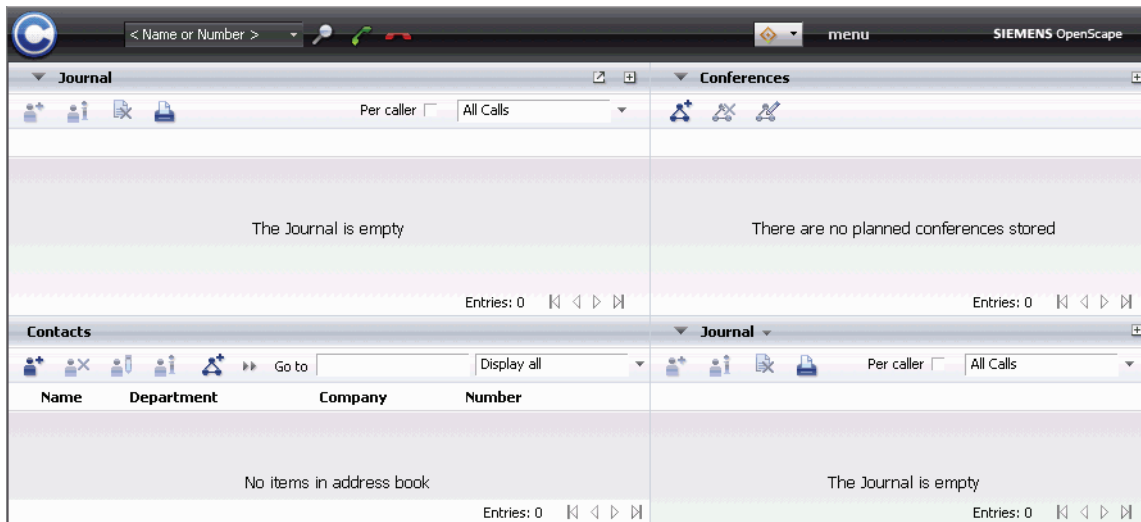 < Name or Number >
menu
SIEMENS OpenScape
Journal
Per caller
All Calls
The Journal is empty
Entries: 0
Conferences
There are no planned conferences stored
Entries: 0
Contacts
Go to
Display all
Name Department Company Number
No items in address book
Entries: 0
Journal
Per caller
All Calls
The Journal is empty
Entries: 0